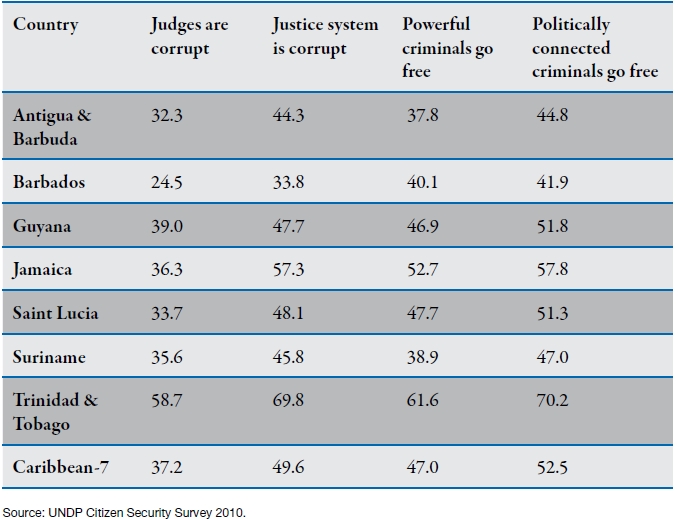 Country Judges are corrupt Justice system is corrupt Powerful criminals go free Politically connected criminals go free
Antigua & Barbuda 32.3 44.3 37.8 44.8
Barbados 24.5 33.8 40.1 41.9
Guyana 39.0 47.7 46.9 51.8
Jamaica 36.3 57.3 52.7 57.8
Saint Lucia 33.7 48.1 47.7 51.3
Suriname 35.6 45.8 38.9 47.0
Trinidad & Tobago 58.7 69.8 61.6 70.2
Caribbean-7 37.2 49.6 47.0 52.5
Source: UNDP Citizen Security Survey 2010.